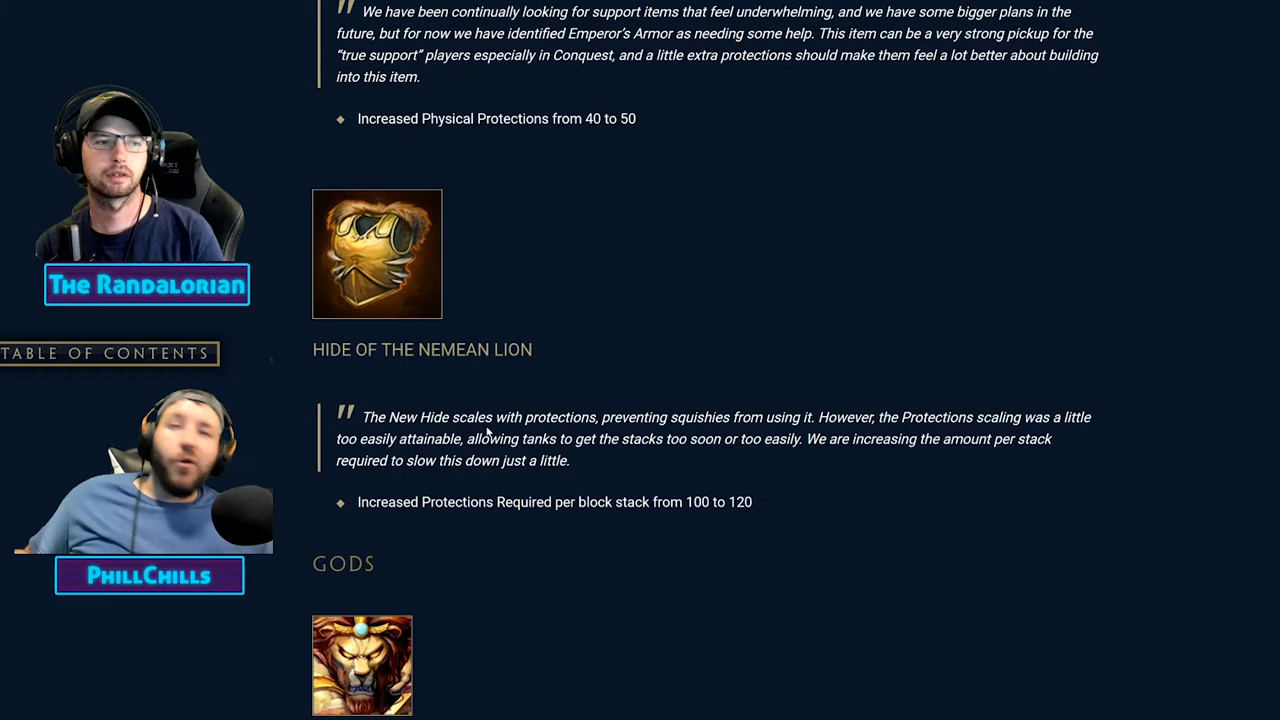 " We have been continually looking for support items that feel underwhelming, and we have some bigger plans in the
future, but for now we have identified Emperor's Armor as needing some help. This item can be a very strong pickup for the
"true support" players especially in Conquest, and a little extra protections should make them feel a lot better about building
into this item.
Increased Physical Protections from 40 to 50
The Randalorian
TABLE OF CONTENTS
HIDE OF THE NEMEAN LION
" The New Hide scales with protections, preventing squishies from using it. However, the Protections scaling was a little
too easily attainable, allowing tanks to get the stacks too soon or too easily. We are increasing the amount per stack
required to slow this down just a little.
Increased Protections Required per block stack from 100 to 120
PhillChills
GODS